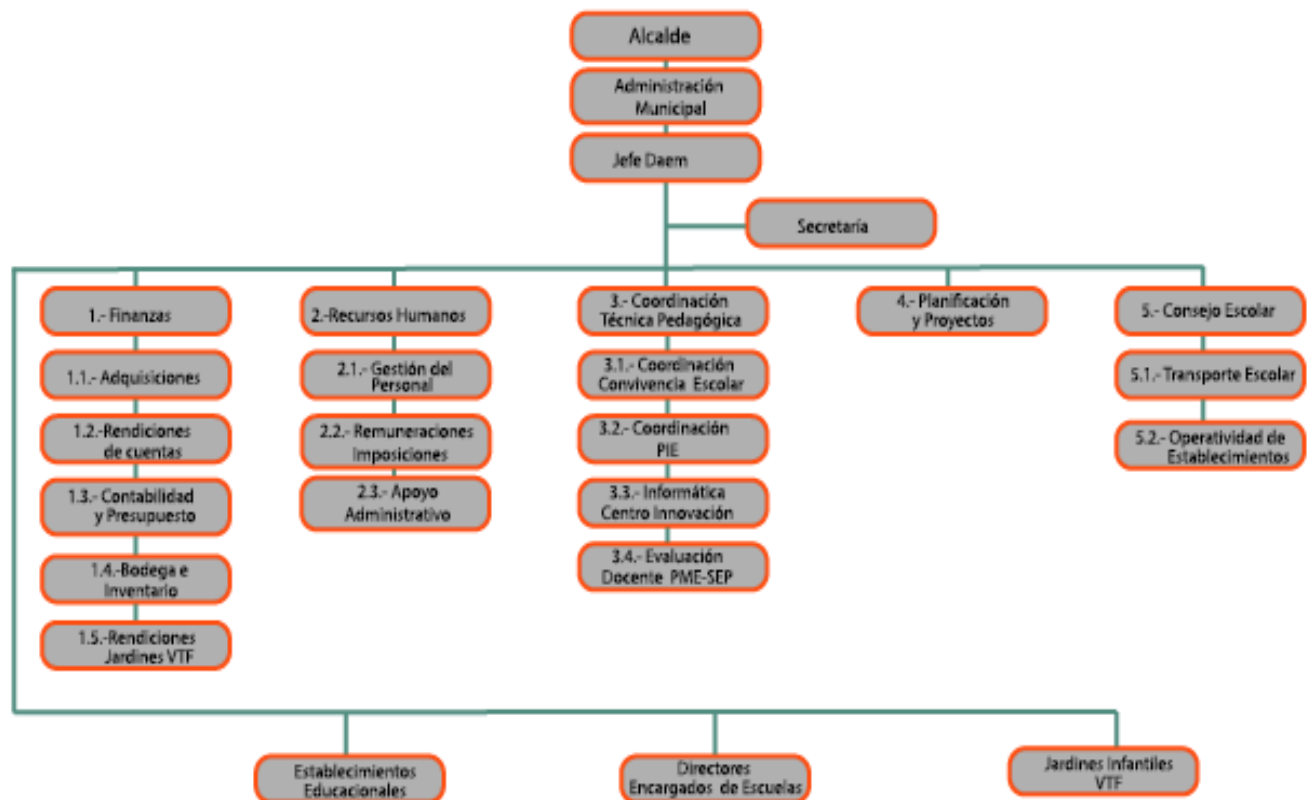 Alcalde
Administración
Municipal
Jefe Daem
Secretaría
1.- Finanzas
1.1.- Adquisiciones
1.2.-Rendiciones
de cuentas
1.3.- Contabilidad
y Presupuesto
1.4.-Bodega e
Inventario
1.5.-Rendiciones
Jardines VTF
2.-Recursos Humanos
2.1.- Gestión del
Personal
2.2.- Remuneraciones
Imposiciones
2.3.- Apoyo
Administrativo
3.- Coordinación
Técnica Pedagógica
3.1.- Coordinación
Convivencia Escolar
3.2.- Coordinación
PIE
3.3.- Informática
Centro Innovación
3.4.- Evaluación
Docente PME-SEP
4.- Planificación
y Proyectos
5.- Consejo Escolar
5.1.- Transporte Escolar
5.2.- Operatividad de
Establecimientos
Establecimientos
Educacionales
Directores
Encargados de Escuelas
Jardines Infantiles
VTF